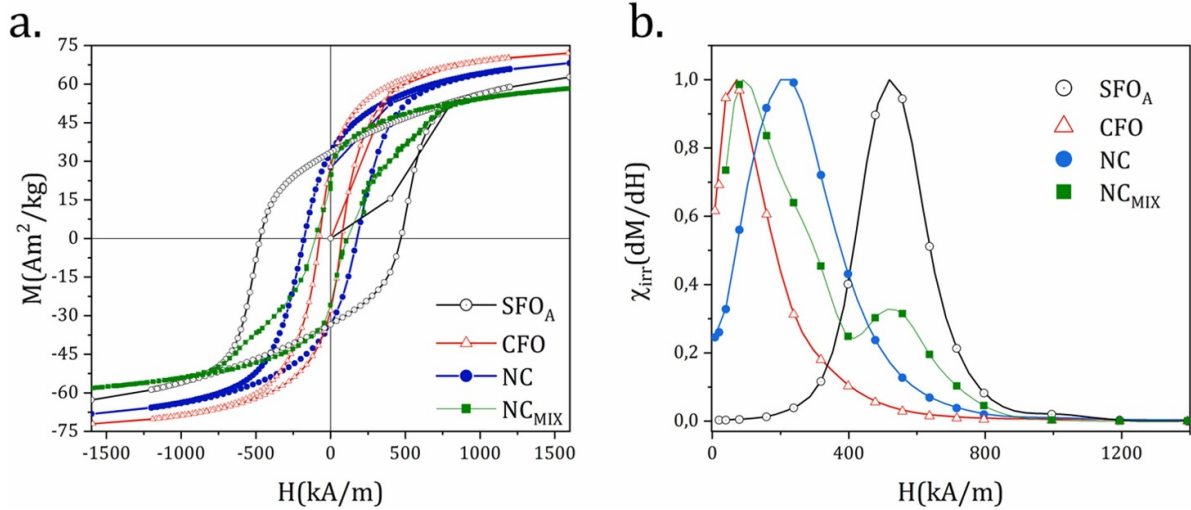 a.
75
60
45
30
15
0
-15
-30
-45
-60
-75
M(Am²/kg)
-1500 -1000 -500 0 500 1000 1500
H(kA/m)
SFO_A
CFO
NC
NC_MIX
b.
1,0
0,8
0,6
0,4
0,2
0,0
χ_irr(dM/dH)
0 400 800 1200
H(kA/m)
SFO_A
CFO
NC
NC_MIX